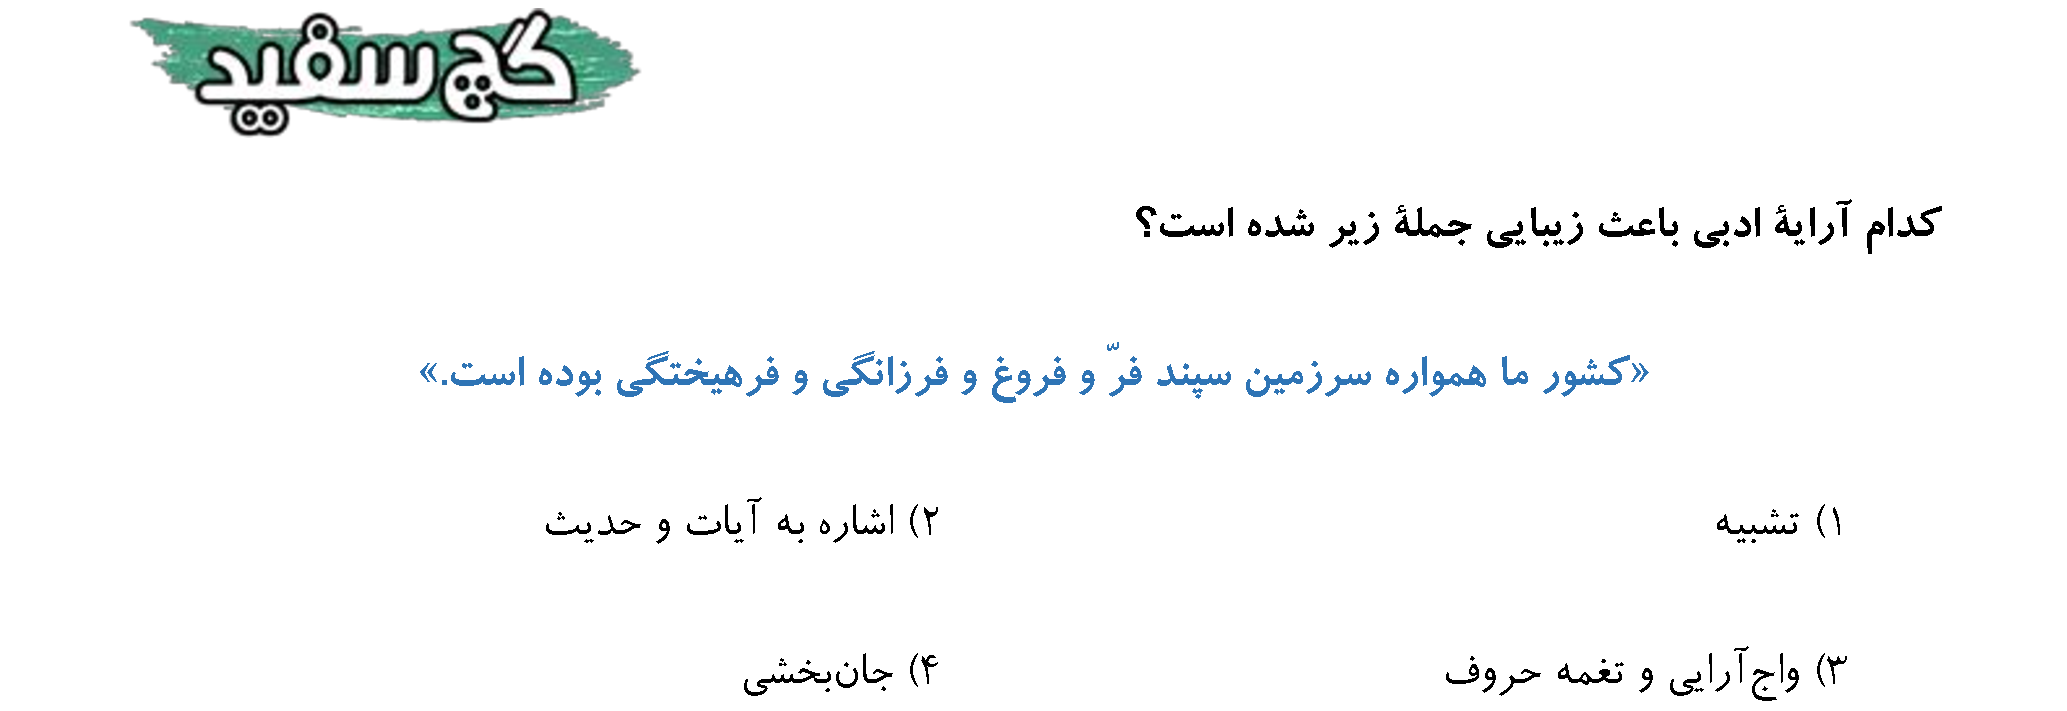 گچ سفید
کدام آرایهٔ ادبی باعث زیبایی جملهٔ زیر شده است؟
«کشور ما همواره سرزمین سپند فرّ و فروغ و فرزانگی و فرهیختگی بوده است.»
۱) تشبیه ۲) اشاره به آیات و حدیث
۳) واج‌آرایی و تغمه حروف ۴) جان‌بخشی